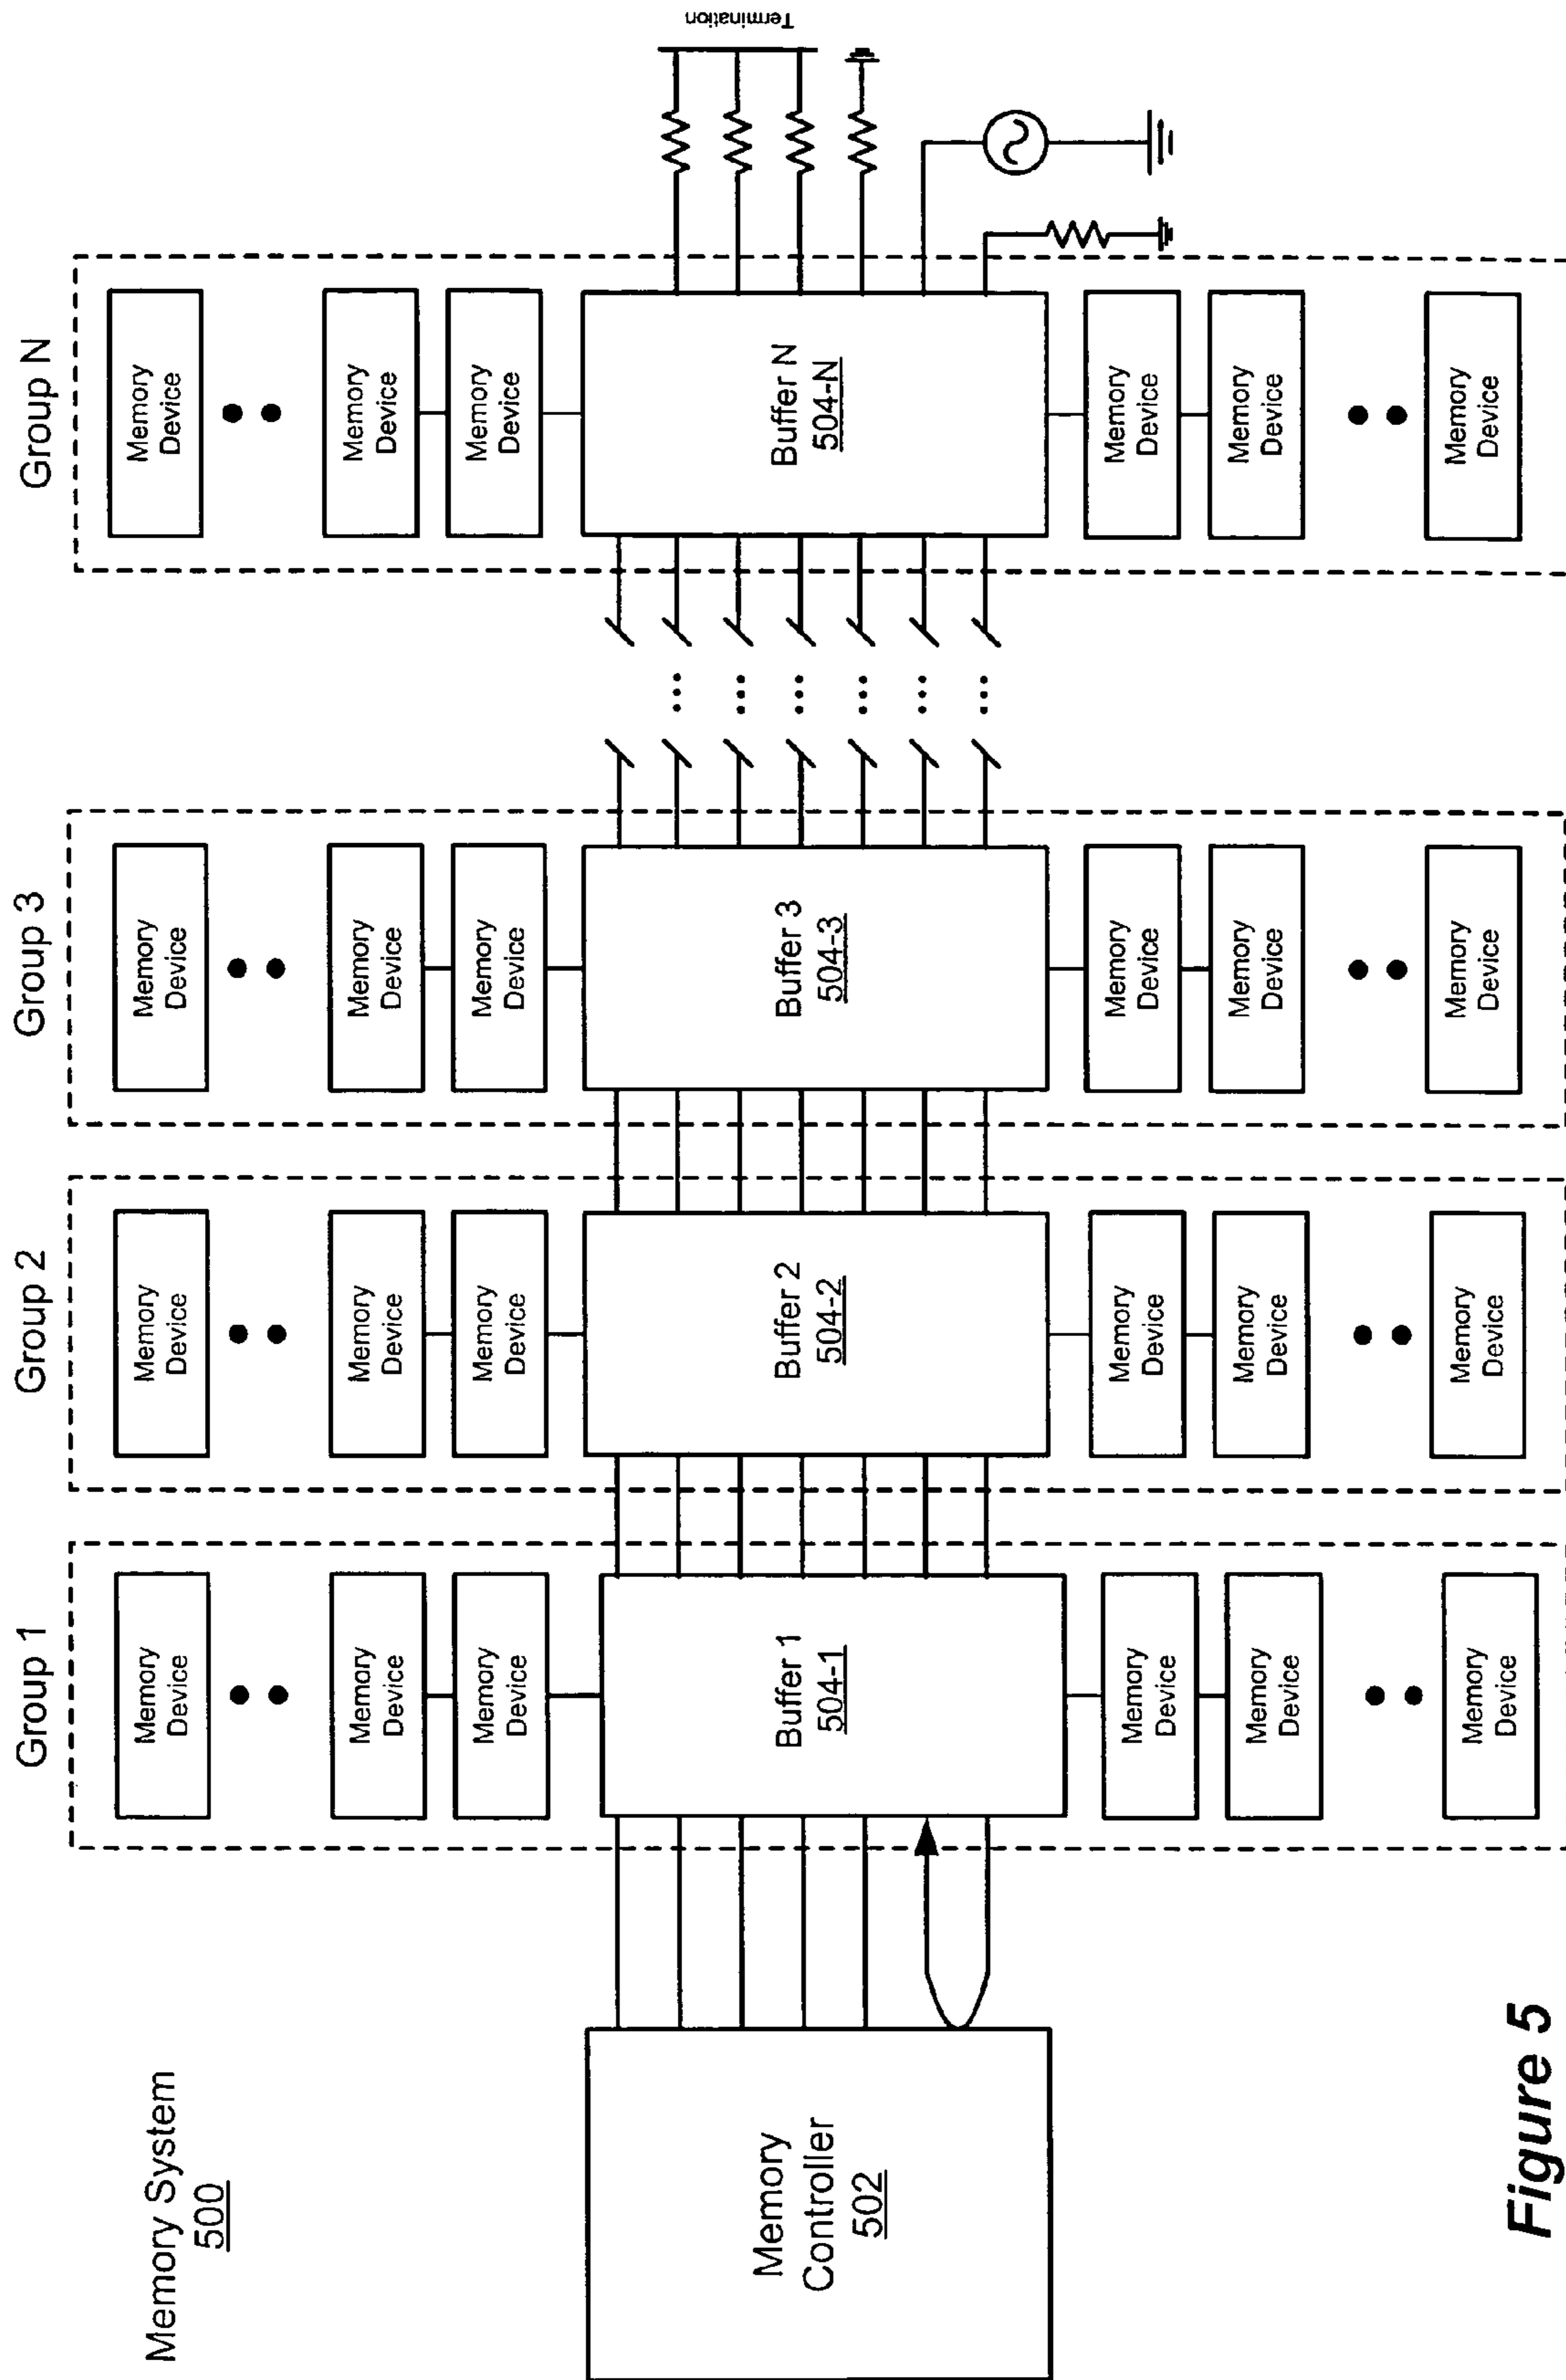 Memory System
500
Memory
Controller
502
Group 1
Memory
Device
Memory
Device
Memory
Device
Buffer 1
504-1
Memory
Device
Memory
Device
Memory
Device
Group 2
Memory
Device
Memory
Device
Memory
Device
Buffer 2
504-2
Memory
Device
Memory
Device
Memory
Device
Group 3
Memory
Device
Memory
Device
Memory
Device
Buffer 3
504-3
Memory
Device
Memory
Device
Memory
Device
Group N
Memory
Device
Memory
Device
Memory
Device
Buffer N
504-N
Memory
Device
Memory
Device
Memory
Device
Termination
Figure 5